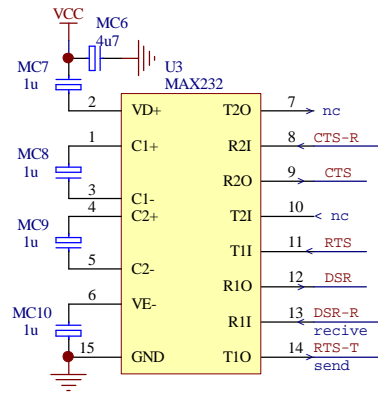 VCC
MC6
4u7
MC7
1u
U3
MAX232
2 VD+ T2O 7 nc
1 C1+ R2I 8 CTS-R
MC8
1u
R2O 9 CTS
3 C1-
4 C2+ T2I 10 nc
MC9
1u
T1I 11 RTS
5 C2- R1O 12 DSR
6 VE- R1I 13 DSR-R
recive
MC10
1u
15 GND T1O 14 RTS-T
send